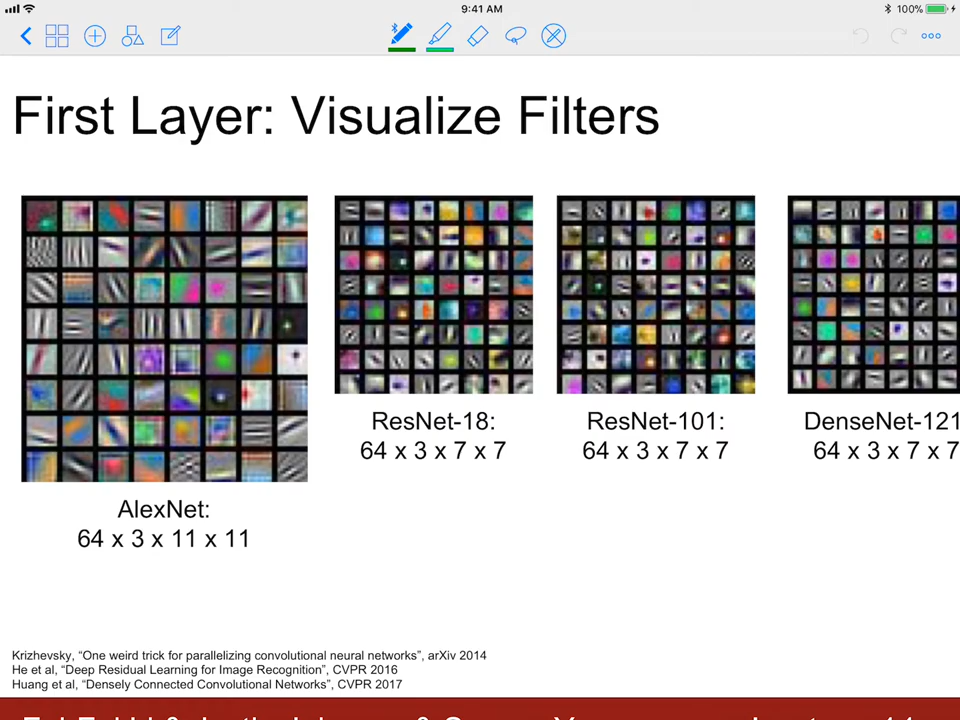 9:41 AM
100%
First Layer: Visualize Filters
AlexNet:
64 x 3 x 11 x 11
ResNet-18:
64 x 3 x 7 x 7
ResNet-101:
64 x 3 x 7 x 7
DenseNet-121
64 x 3 x 7 x 7
Krizhevsky, “One weird trick for parallelizing convolutional neural networks”, arXiv 2014
He et al, “Deep Residual Learning for Image Recognition”, CVPR 2016
Huang et al, “Densely Connected Convolutional Networks”, CVPR 2017